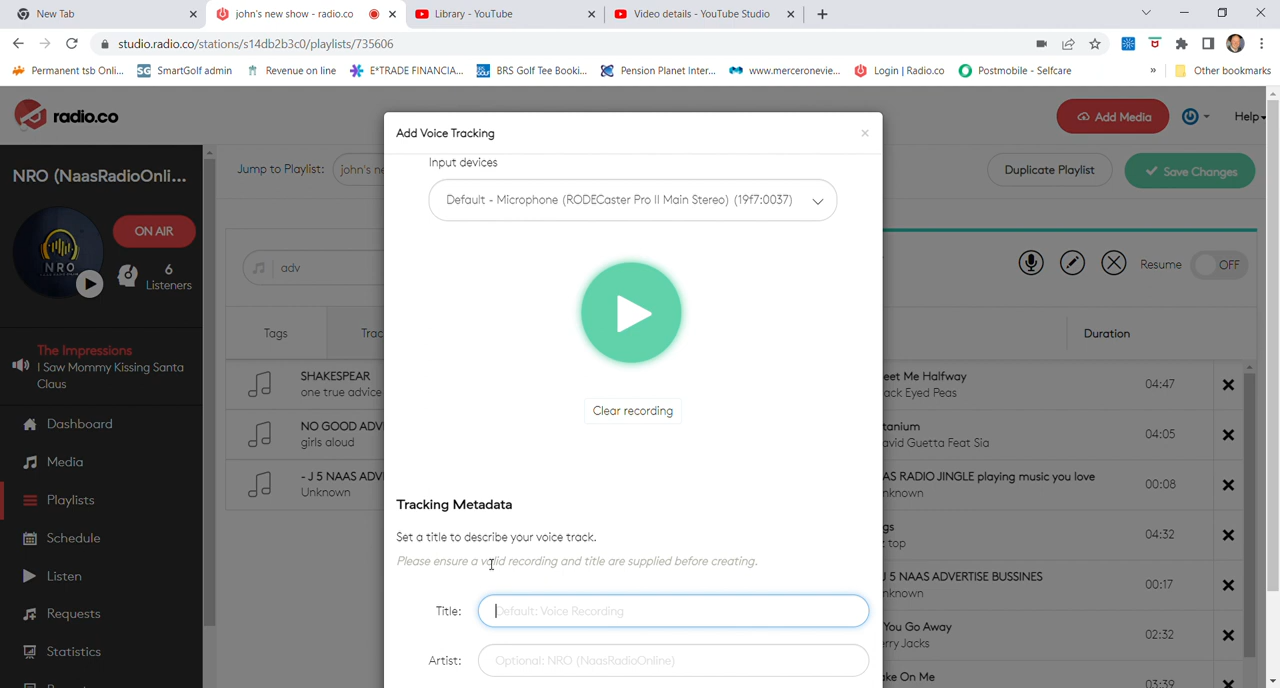 New Tab
john's new show - radio.co
Library - YouTube
Video details - YouTube Studio
studio.radio.co/stations/s14db2b3c0/playlists/735606
Permanent tsb Onli...
SG SmartGolf admin
Revenue on line
E*TRADE FINANCIA...
BRS Golf Tee Booki...
Pension Planet Inter...
www.merceronevie...
Login | Radio.co
Postmobile - Selfcare
»
Other bookmarks
radio.co
Add Media
Help
NRO (NaasRadioOnli...
ON AIR
NRO
6
Listeners
The Impressions
I Saw Mommy Kissing Santa
Claus
Dashboard
Media
Playlists
Schedule
Listen
Requests
Statistics
Jump to Playlist:
john's ne
Duplicate Playlist
Save Changes
adv
Resume
OFF
Tags
Trac
Duration
SHAKESPEAR
one true advice
NO GOOD ADV
girls aloud
- J 5 NAAS ADV
Unknown
Add Voice Tracking
×
Input devices
Default - Microphone (RODECaster Pro II Main Stereo) (19f7:0037)
Clear recording
Tracking Metadata
Set a title to describe your voice track.
Please ensure a valid recording and title are supplied before creating.
Title:
Default: Voice Recording
Artist:
Optional: NRO (NaasRadioOnline)
eet Me Halfway
ack Eyed Peas
04:47
tanium
avid Guetta Feat Sia
04:05
AS RADIO JINGLE playing music you love
nknown
00:08
gs
z top
04:32
J 5 NAAS ADVERTISE BUSSINES
nknown
00:17
You Go Away
erry Jacks
02:32
ke On Me
03:39